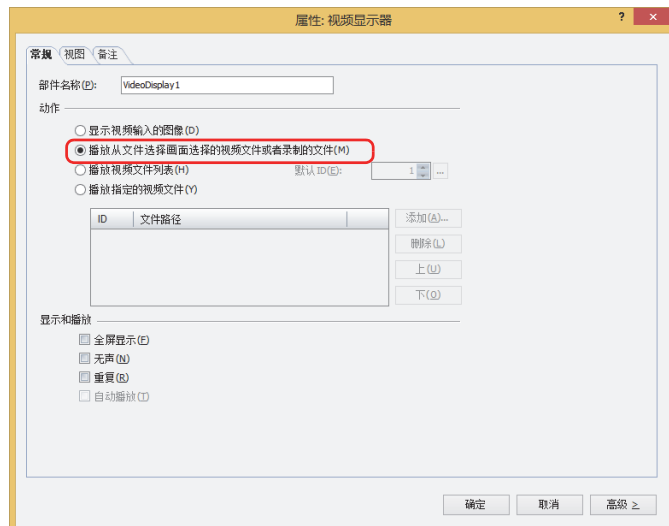 属性: 视频显示器
? ×
常规 视图 备注
部件名称(P): VideoDisplay1
动作
显示视频输入的图像(D)
播放从文件选择画面选择的视频文件或者录制的文件(M)
播放视频文件列表(H) 默认ID(E): 1 ...
播放指定的视频文件(Y)
ID 文件路径
添加(A)...
删除(L)
上(U)
下(O)
显示和播放
全屏显示(F)
无声(N)
重复(R)
自动播放(T)
确定 取消 高级 ≥